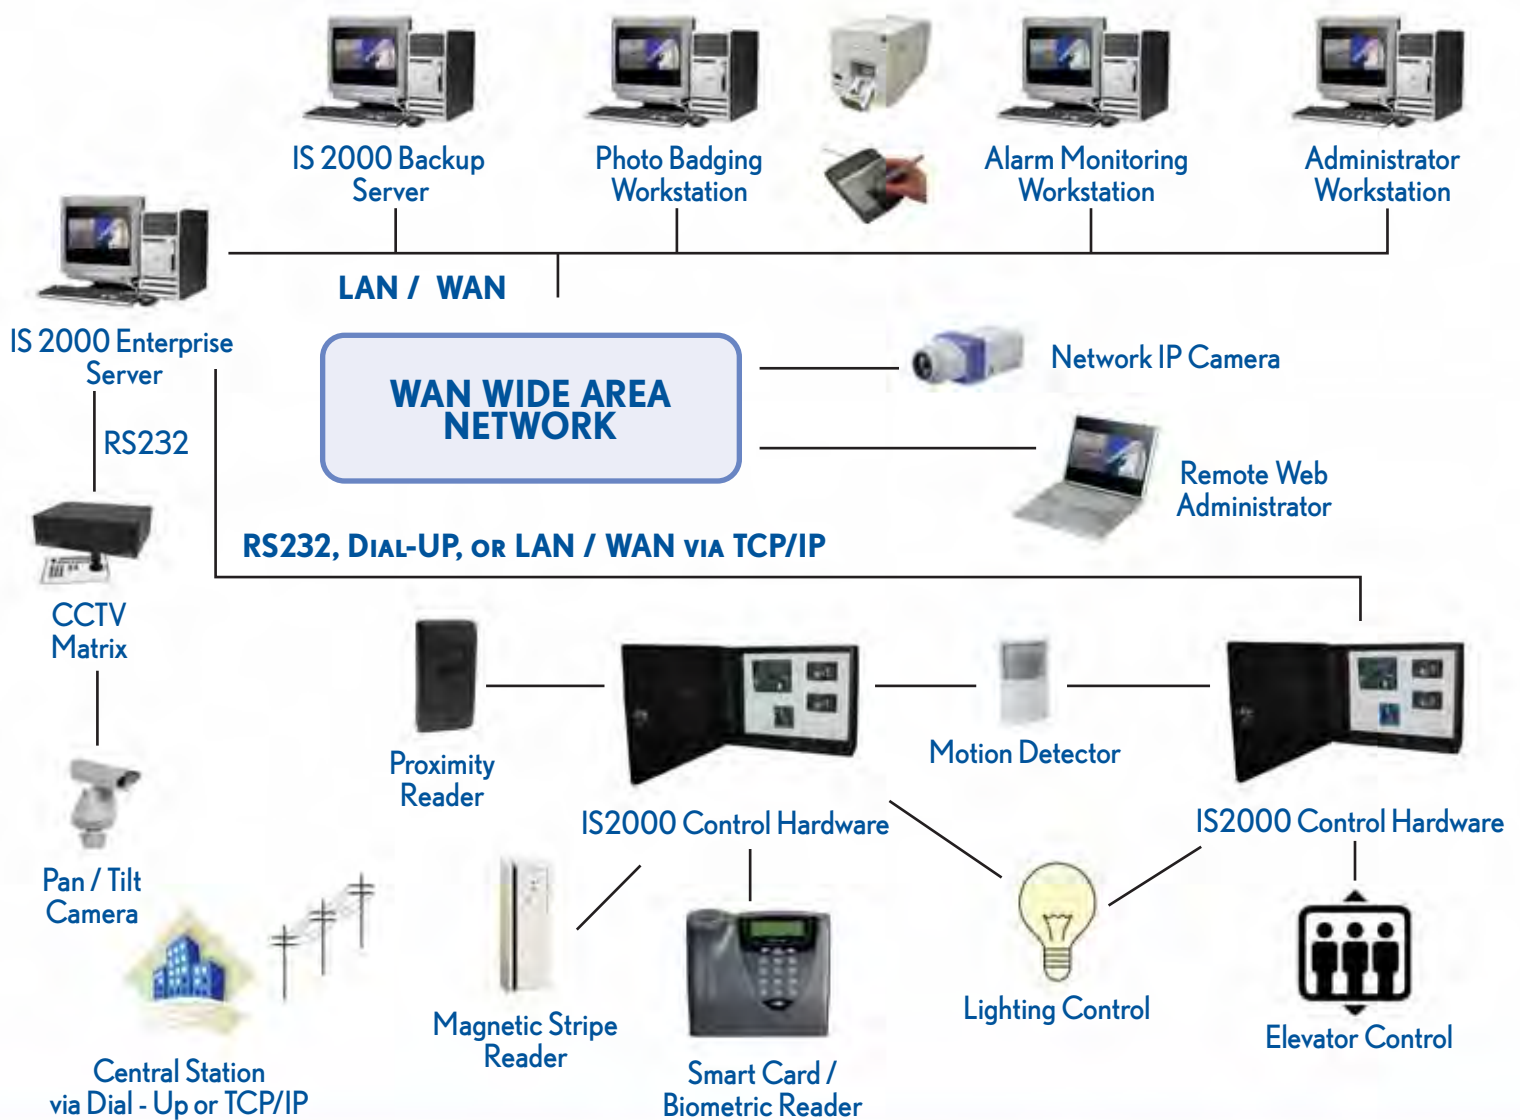 IS 2000 Backup
Server
Photo Badging
Workstation
Alarm Monitoring
Workstation
Administrator
Workstation
LAN / WAN
IS 2000 Enterprise
Server
WAN WIDE AREA
NETWORK
Network IP Camera
RS232
Remote Web
Administrator
RS232, DIAL-UP, OR LAN / WAN VIA TCP/IP
CCTV
Matrix
Proximity
Reader
Motion Detector
IS2000 Control Hardware
IS2000 Control Hardware
Pan / Tilt
Camera
Lighting Control
Elevator Control
Magnetic Stripe
Reader
Central Station
via Dial - Up or TCP/IP
Smart Card /
Biometric Reader